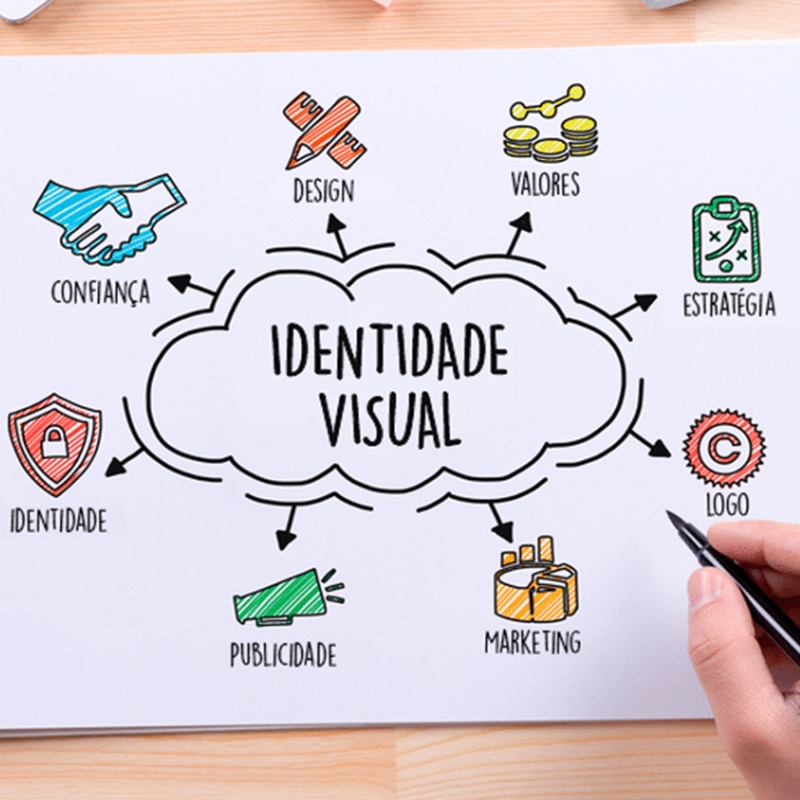 DESIGN
VALORES
CONFIANÇA
ESTRATÉGIA
IDENTIDADE
VISUAL
IDENTIDADE
LOGO
PUBLICIDADE
MARKETING
C